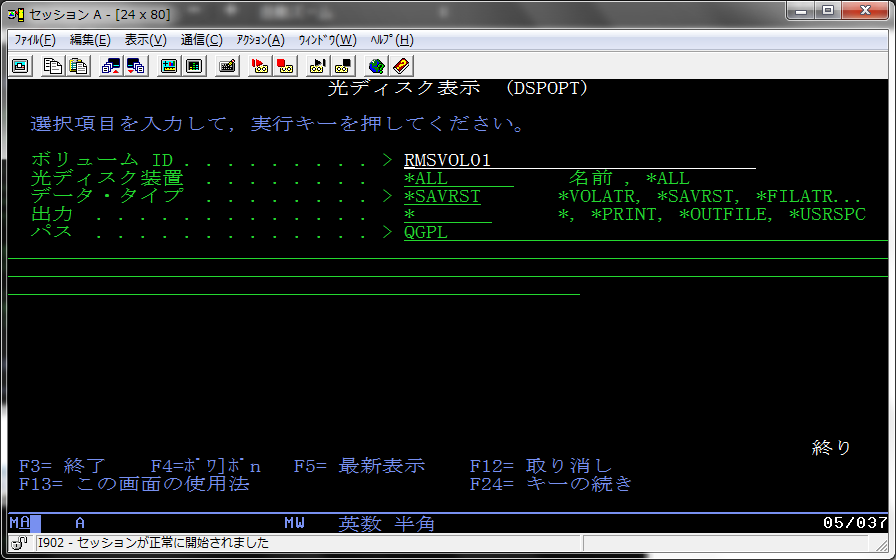 セッション A - [24 x 80]
ﾌｧｲﾙ(F) 編集(E) 表示(V) 通信(C) ｱｸｼｮﾝ(A) ｳｨﾝﾄﾞｳ(W) ﾍﾙﾌﾟ(H)
光ディスク表示 (DSPOPT)
選択項目を入力して, 実行キーを押してください。
ボリューム ID . . . . . . . . . > RMSVOL01
光ディスク装置 . . . . . . . . *ALL 名前 , *ALL
データ・タイプ . . . . . . . . > *SAVRST *VOLATR, *SAVRST, *FILATR...
出力 . . . . . . . . . . . . . * *, *PRINT, *OUTFILE, *USRSPC
パス . . . . . . . . . . . . . > QGPL
終り
F3= 終了 F4=ﾎﾟﾜ]ﾎﾟn F5= 最新表示 F12= 取り消し
F13= この画面の使用法 F24= キーの続き
MA A MW 英数 半角 05/037
I902 - セッションが正常に開始されました